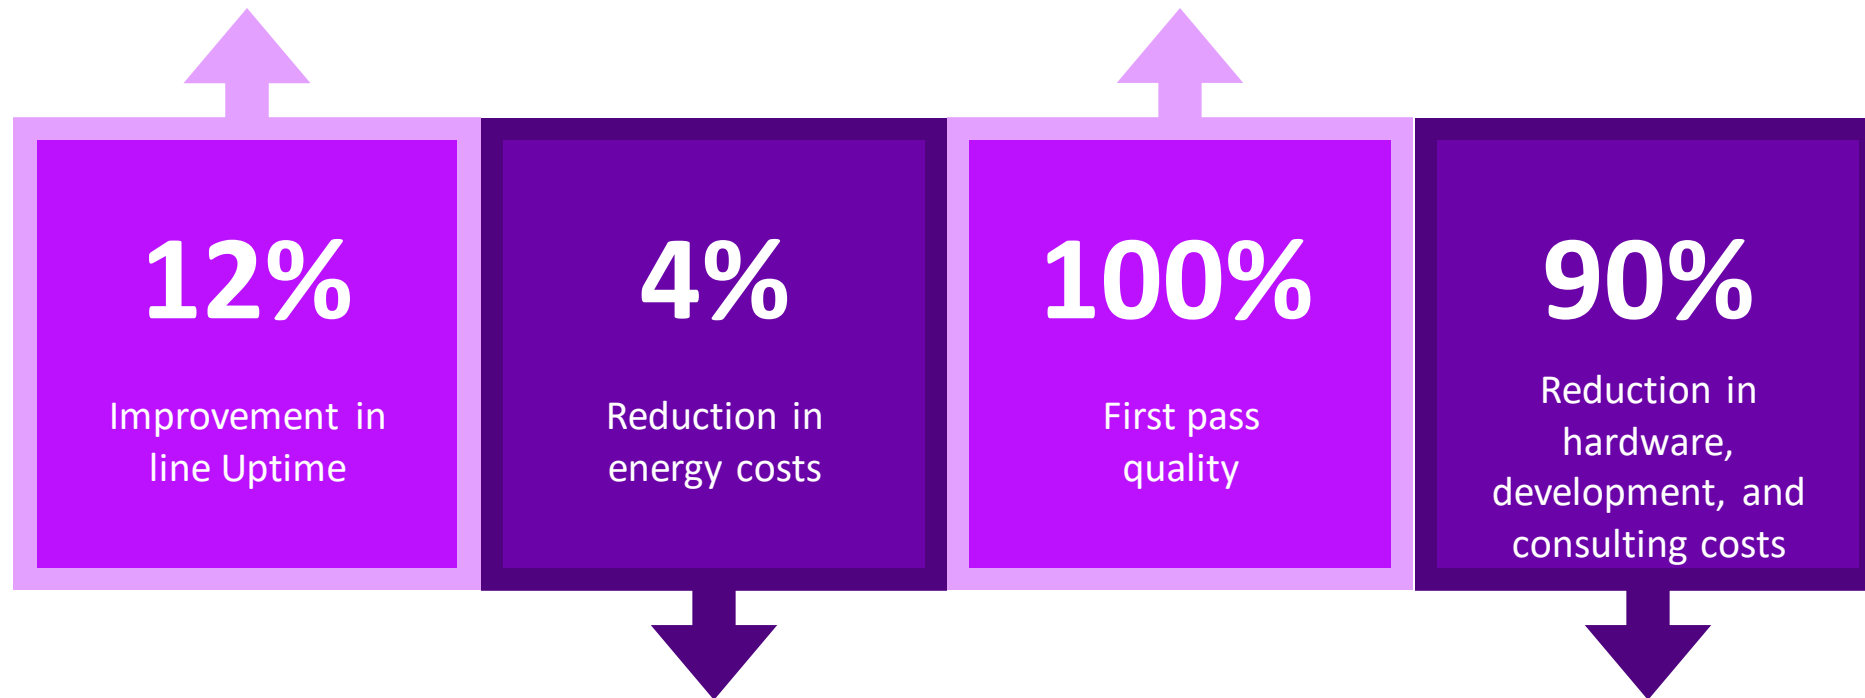 12%
Improvement in
line Uptime
4%
Reduction in
energy costs
100%
First pass
quality
90%
Reduction in
hardware,
development, and
consulting costs